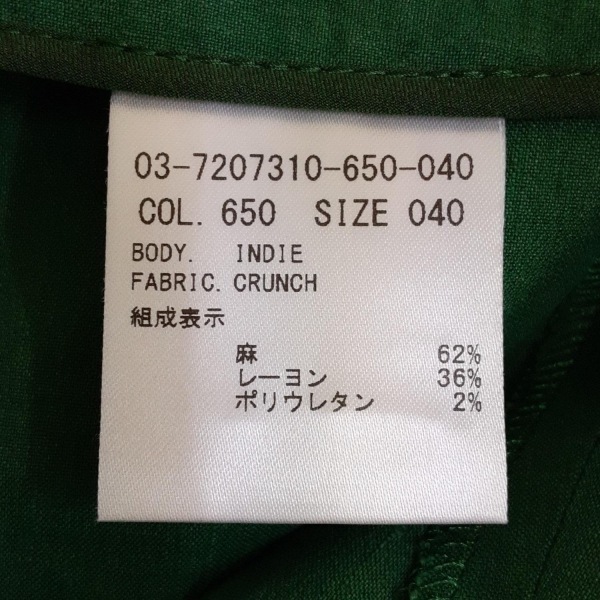 03-7207310-650-040
COL. 650 SIZE 040
BODY. INDIE
FABRIC. CRUNCH
組成表示
麻 62%
レーヨン 36%
ポリウレタン 2%